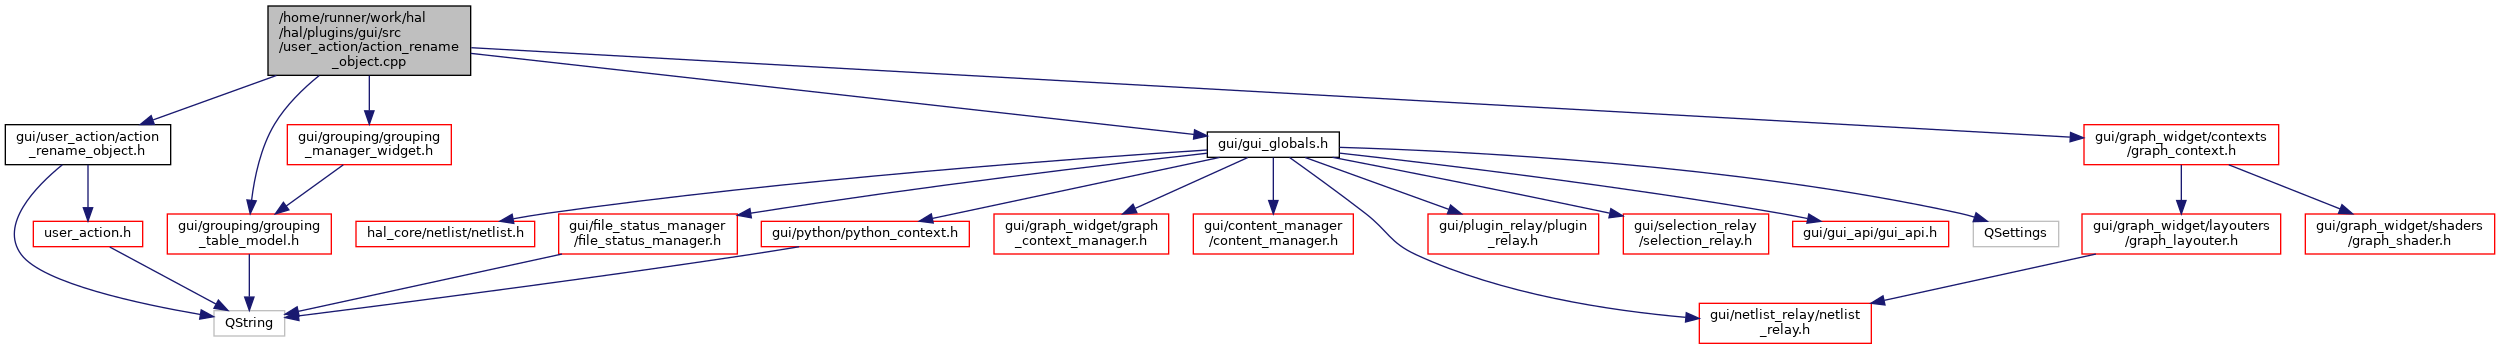 /home/runner/work/hal
/hal/plugins/gui/src
/user_action/action_rename
_object.cpp
gui/user_action/action
_rename_object.h
gui/grouping/grouping
_manager_widget.h
gui/gui_globals.h
gui/graph_widget/contexts
/graph_context.h
user_action.h
gui/grouping/grouping
_table_model.h
hal_core/netlist/netlist.h
gui/file_status_manager
/file_status_manager.h
gui/python/python_context.h
gui/graph_widget/graph
_context_manager.h
gui/content_manager
/content_manager.h
gui/plugin_relay/plugin
_relay.h
gui/selection_relay
/selection_relay.h
gui/gui_api/gui_api.h
QSettings
gui/graph_widget/layouters
/graph_layouter.h
gui/graph_widget/shaders
/graph_shader.h
QString
gui/netlist_relay/netlist
_relay.h